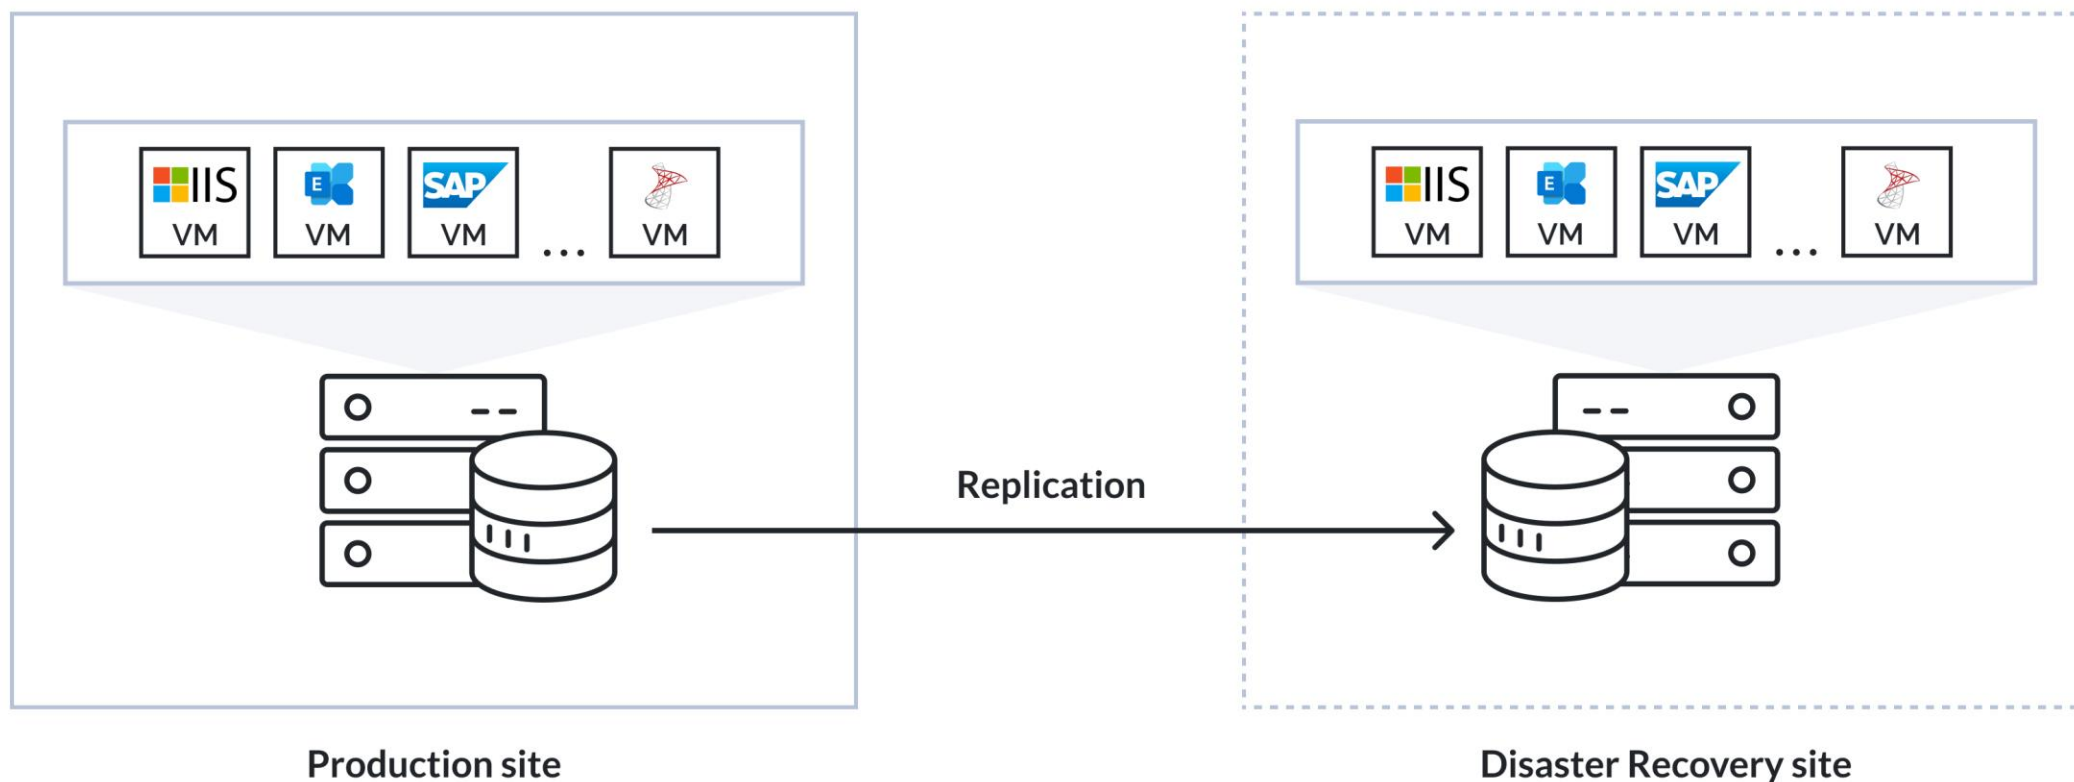 IIS
VM
E
VM
SAP
VM
...
VM
IIS
VM
E
VM
SAP
VM
...
VM
Replication
Production site
Disaster Recovery site